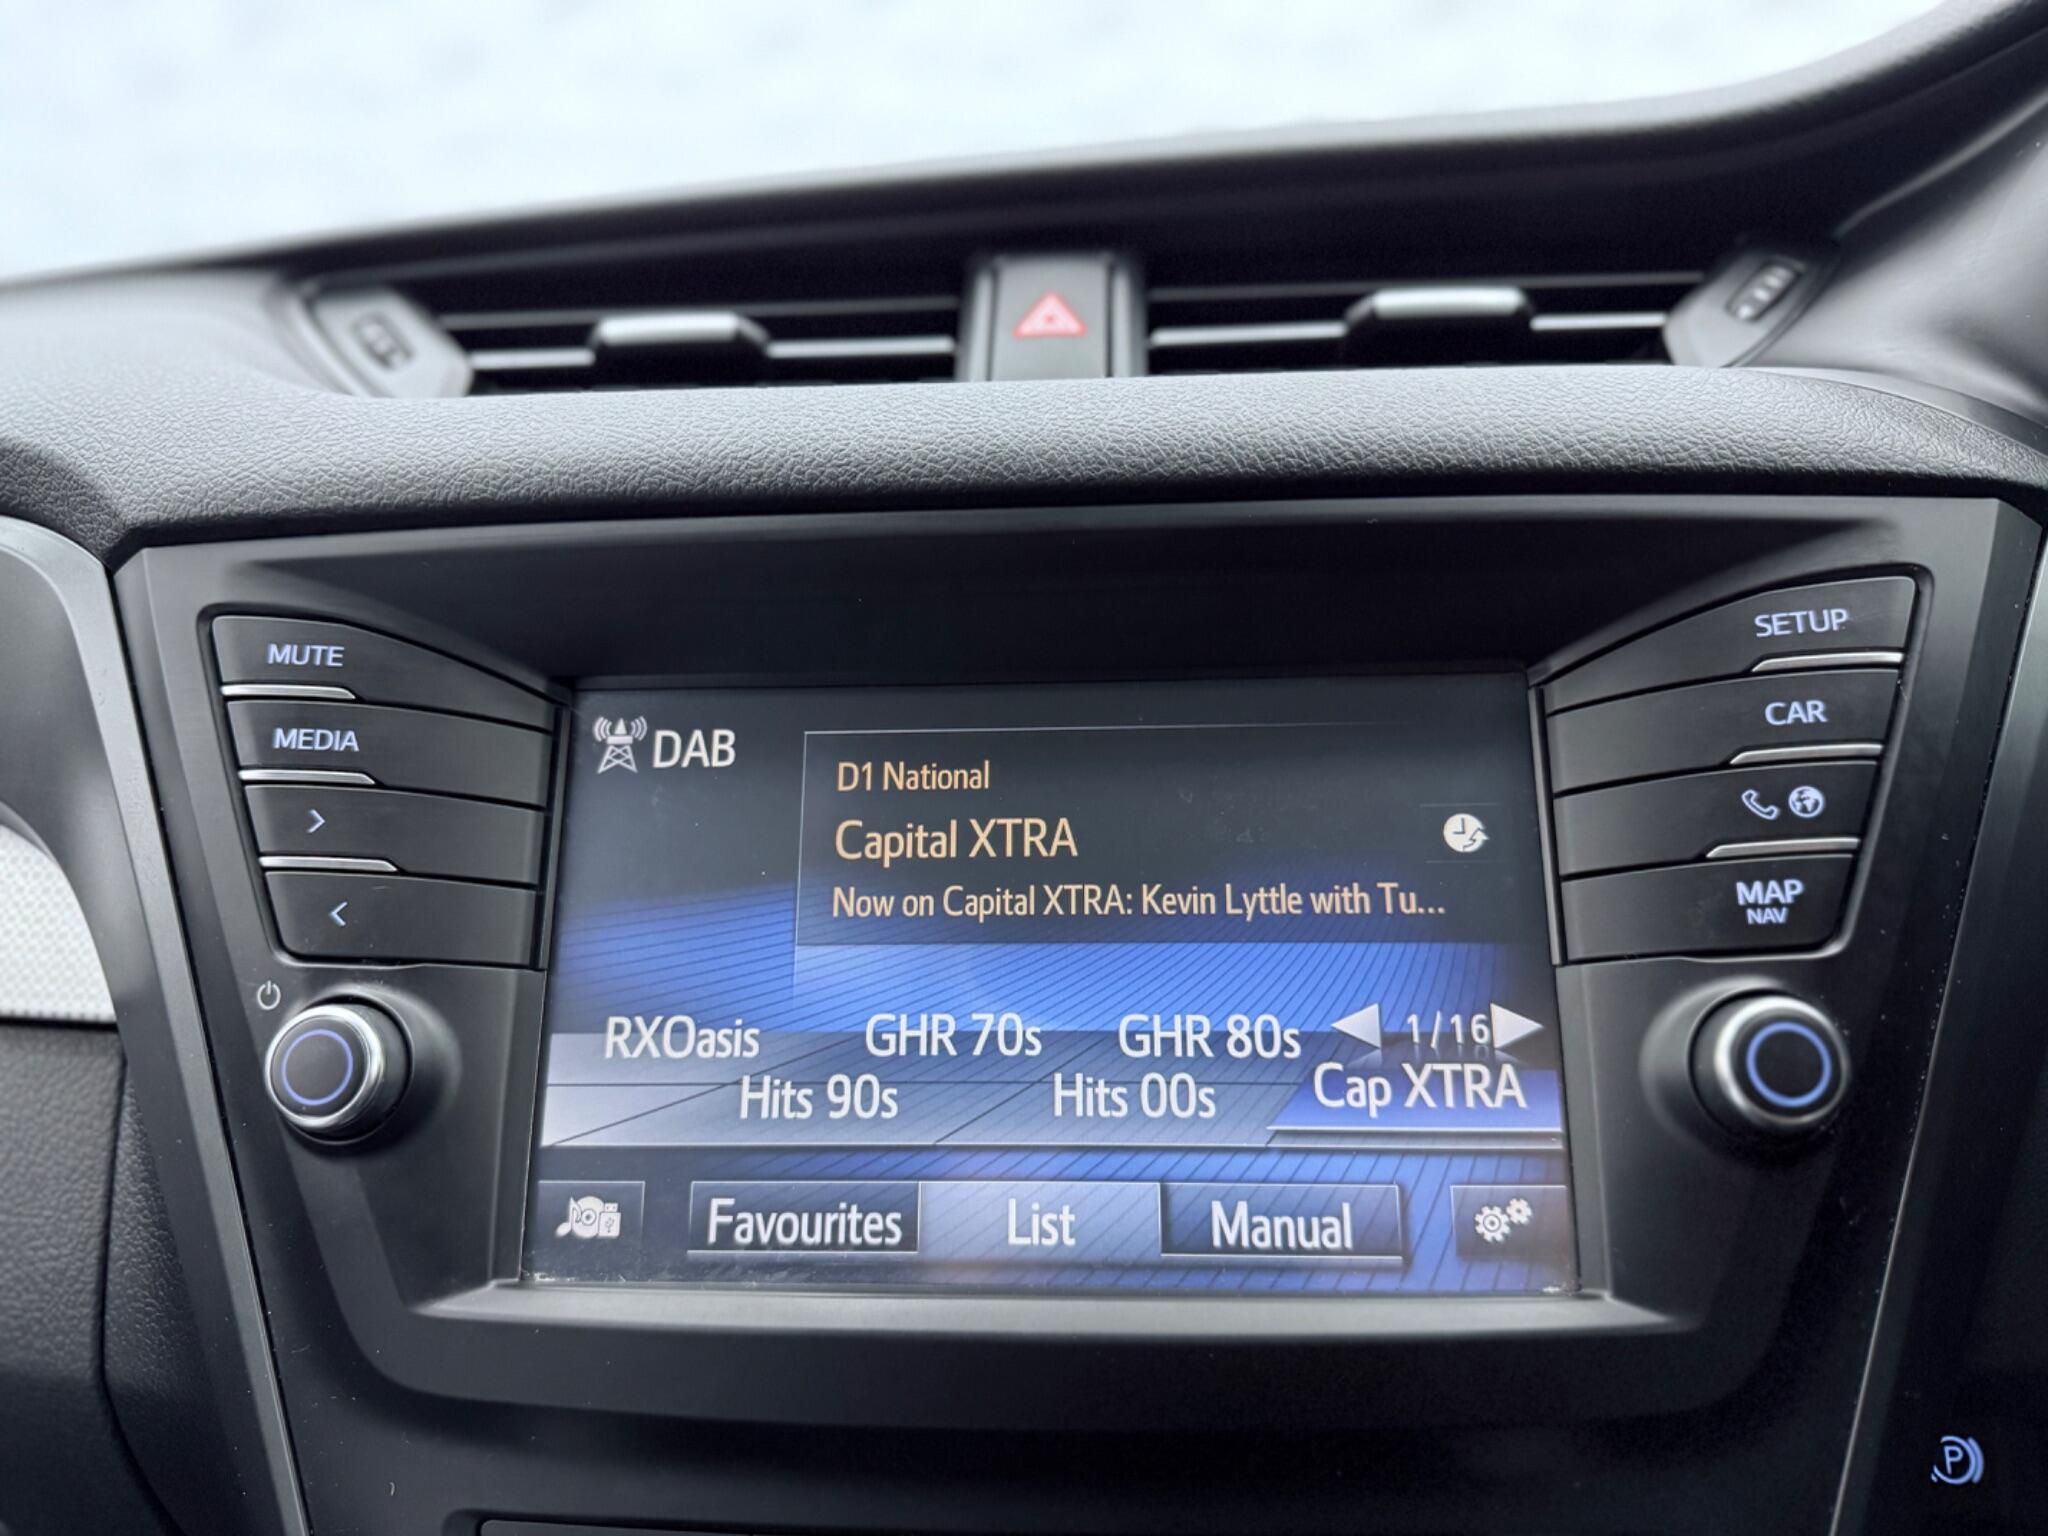 MUTE
MEDIA
DAB
D1 National
Capital XTRA
Now on Capital XTRA: Kevin Lyttle with Tu...
RXOasis GHR 70s GHR 80s 1/16
Hits 90s Hits 00s Cap XTRA
Favourites List Manual
SETUP
CAR
MAP
NAV
P